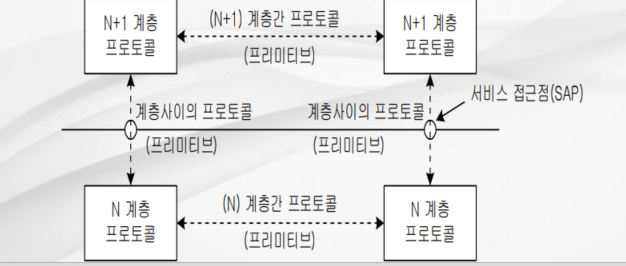 N+1 계층
프로토콜
(N+1) 계층간 프로토콜
(프리미티브)
N+1 계층
프로토콜
계층사이의 프로토콜
(프리미티브)
계층사이의 프로토콜
(프리미티브)
서비스 접근점(SAP)
N 계층
프로토콜
(N) 계층간 프로토콜
(프리미티브)
N 계층
프로토콜